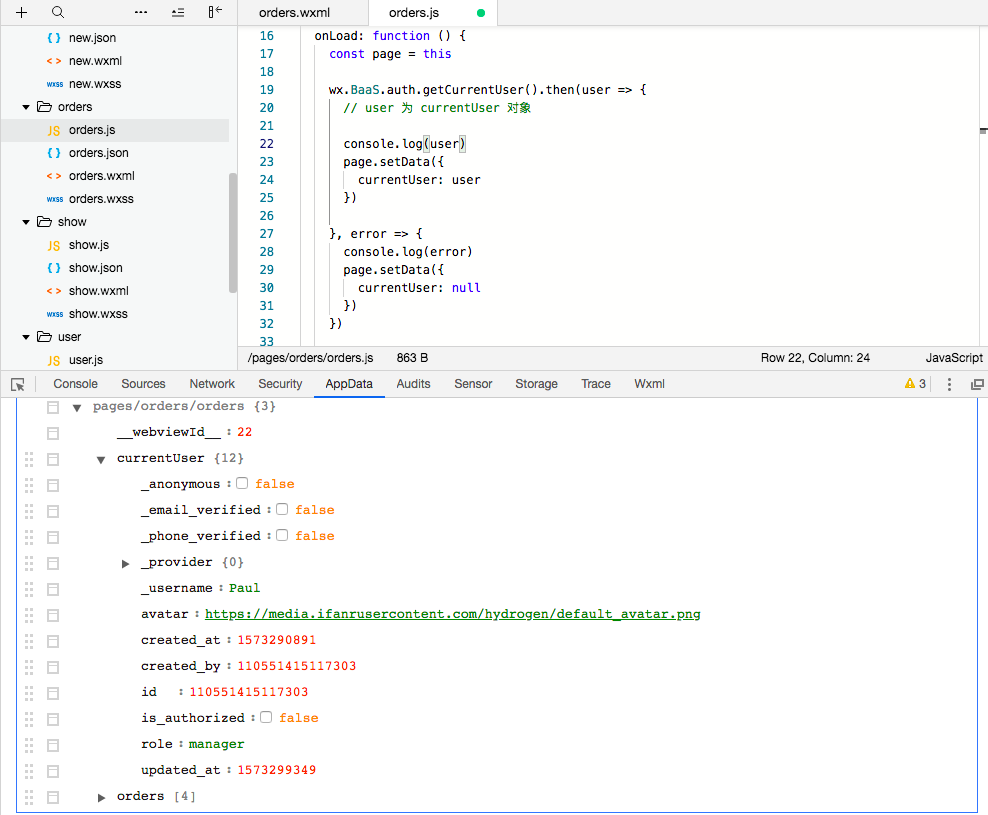 orders.wxml
orders.js
{ } new.json
< > new.wxml
wxss new.wxss
orders
JS orders.js
{ } orders.json
< > orders.wxml
wxss orders.wxss
show
JS show.js
{ } show.json
< > show.wxml
wxss show.wxss
user
JS user.js
16 onLoad: function () {
17 const page = this
18
19 wx.BaaS.auth.getCurrentUser().then(user => {
20 // user 为 currentUser 对象
21
22 console.log(user)
23 page.setData({
24 currentUser: user
25 })
26
27 }, error => {
28 console.log(error)
29 page.setData({
30 currentUser: null
31 })
32 })
33
/pages/orders/orders.js 863 B Row 22, Column: 24 JavaScript
Console Sources Network Security AppData Audits Sensor Storage Trace Wxml 3
pages/orders/orders {3}
__webviewId__ : 22
currentUser {12}
_anonymous : false
_email_verified : false
_phone_verified : false
_provider {0}
_username : Paul
avatar : https://media.ifanrusercontent.com/hydrogen/default_avatar.png
created_at : 1573290891
created_by : 110551415117303
id : 110551415117303
is_authorized : false
role : manager
updated_at : 1573299349
orders [4]